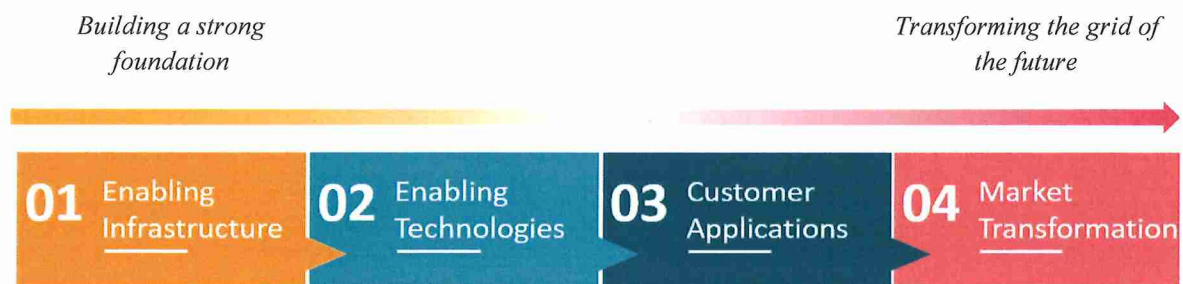 Building a strong
foundation
Transforming the grid of
the future
01 Enabling
Infrastructure
02 Enabling
Technologies
03 Customer
Applications
04 Market
Transformation